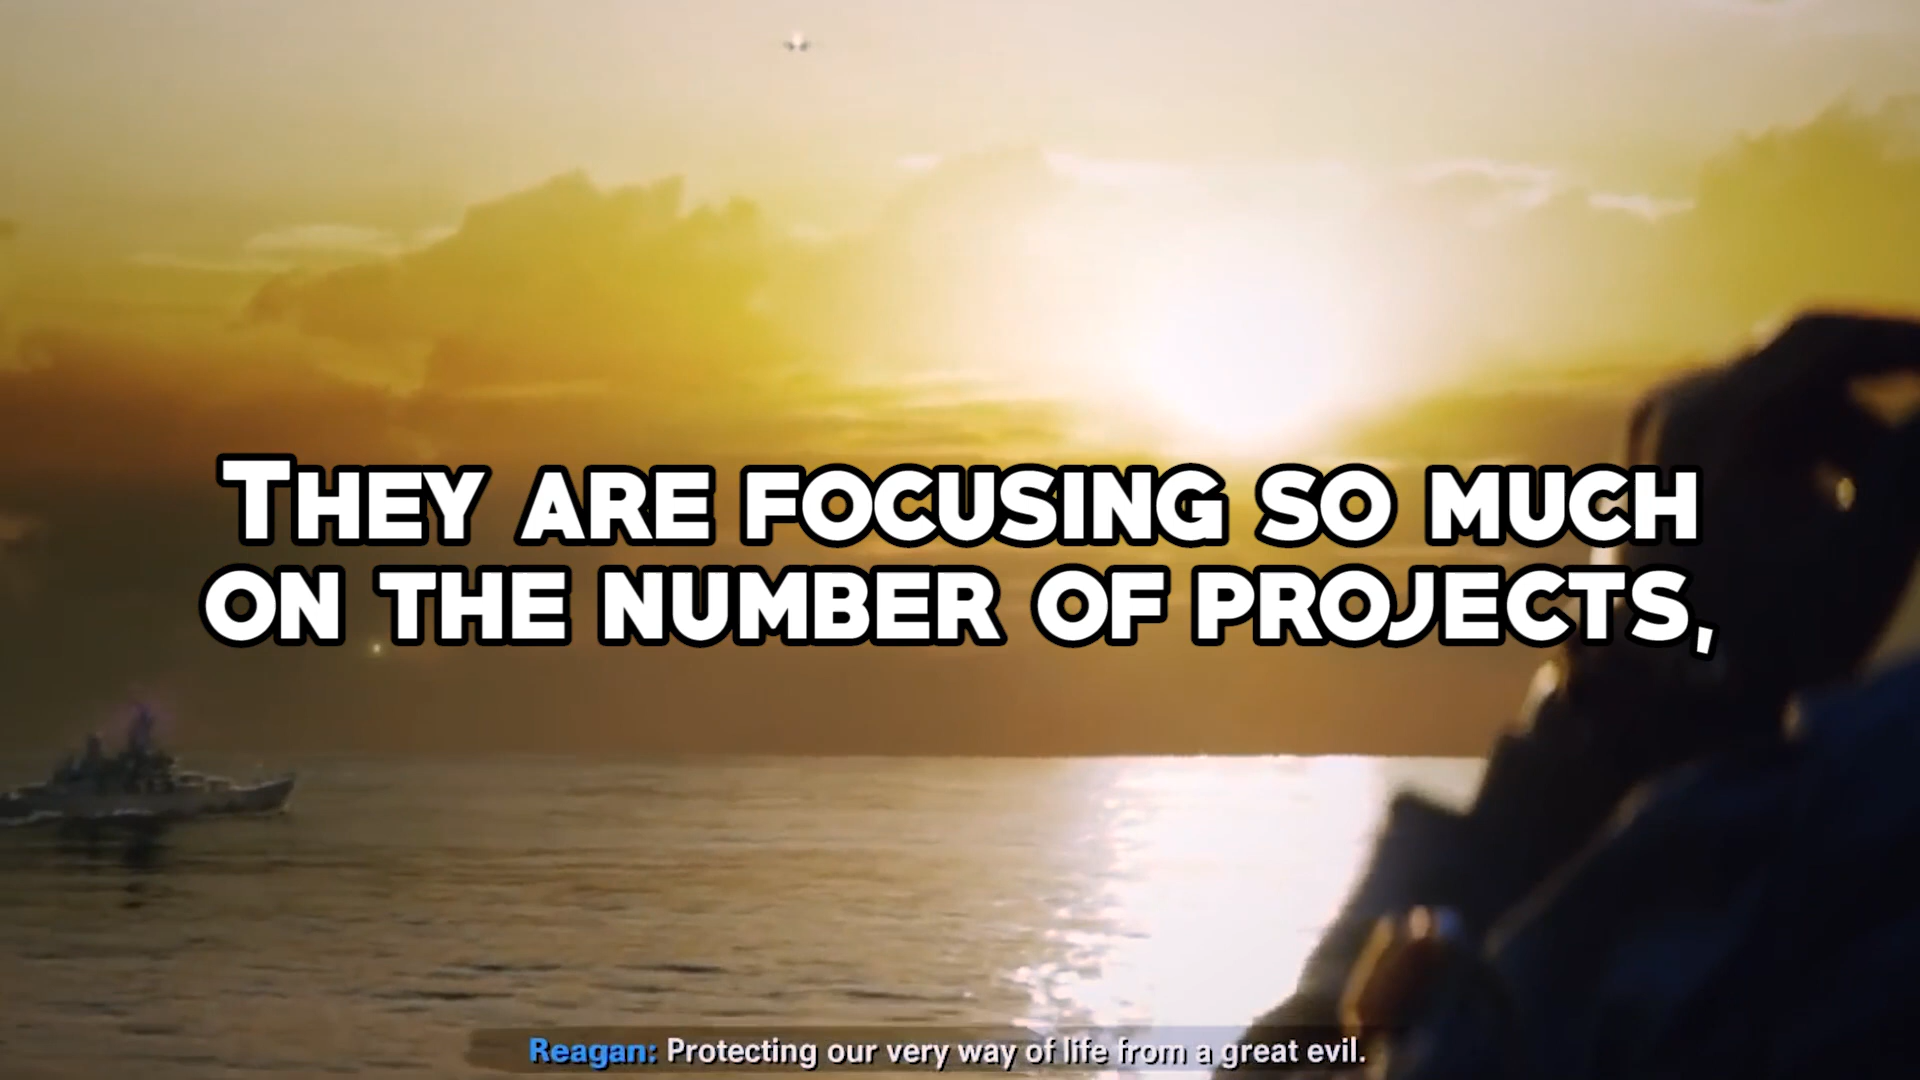 They are focusing so much
on the number of projects,
Reagan: Protecting our very way of life from a great evil.